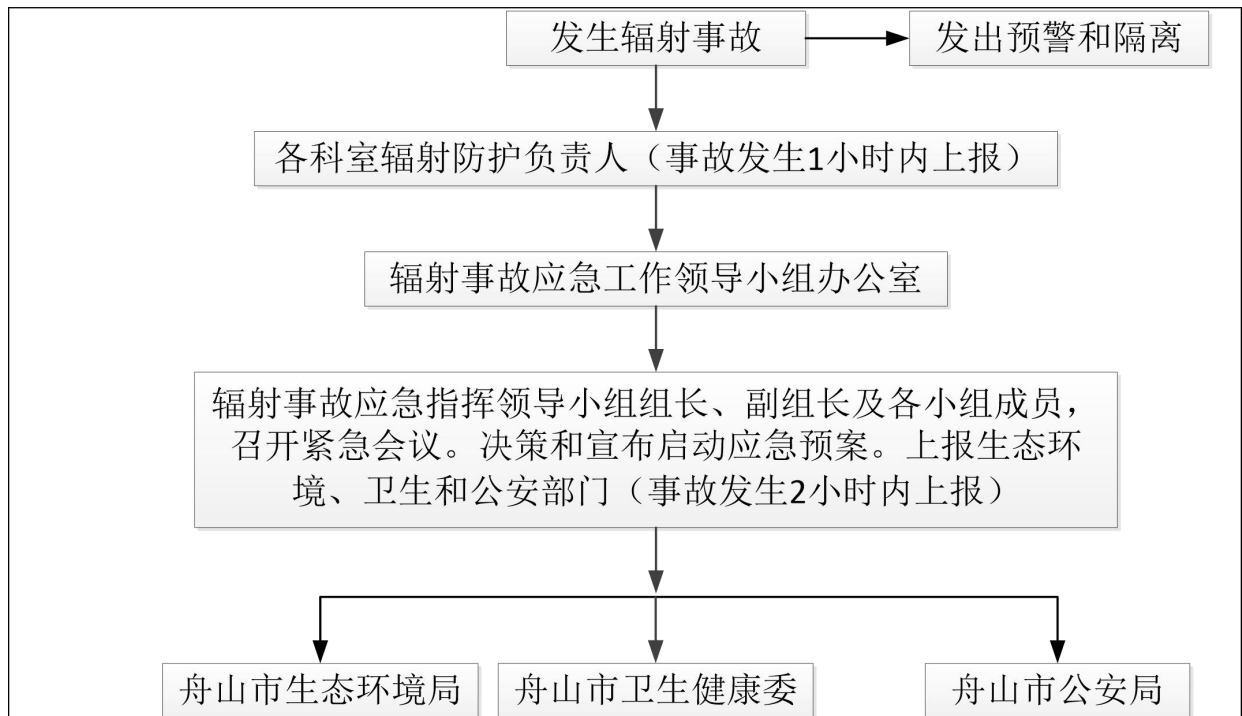 发生辐射事故
发出预警和隔离
各科室辐射防护负责人（事故发生1小时内上报）
辐射事故应急工作领导小组办公室
辐射事故应急指挥领导小组组长、副组长及各小组成员，
召开紧急会议。决策和宣布启动应急预案。上报生态环
境、卫生和公安部门（事故发生2小时内上报）
舟山市生态环境局
舟山市卫生健康委
舟山市公安局